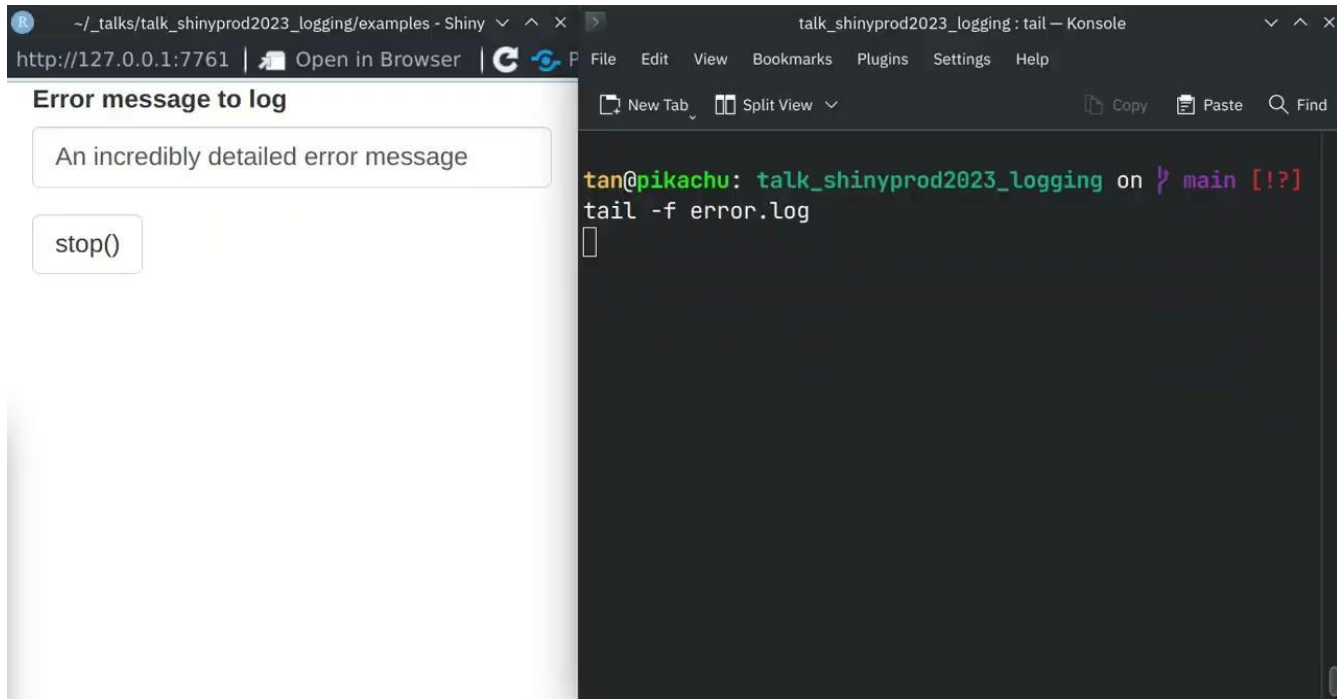 ~/_talks/talk_shinyprod2023_logging/examples - Shiny
http://127.0.0.1:7761 Open in Browser P
Error message to log
An incredibly detailed error message
stop()
talk_shinyprod2023_logging : tail — Konsole
File Edit View Bookmarks Plugins Settings Help
New Tab Split View Copy Paste Find
tan@pikachu: talk_shinyprod2023_logging on main [!?]
tail -f error.log